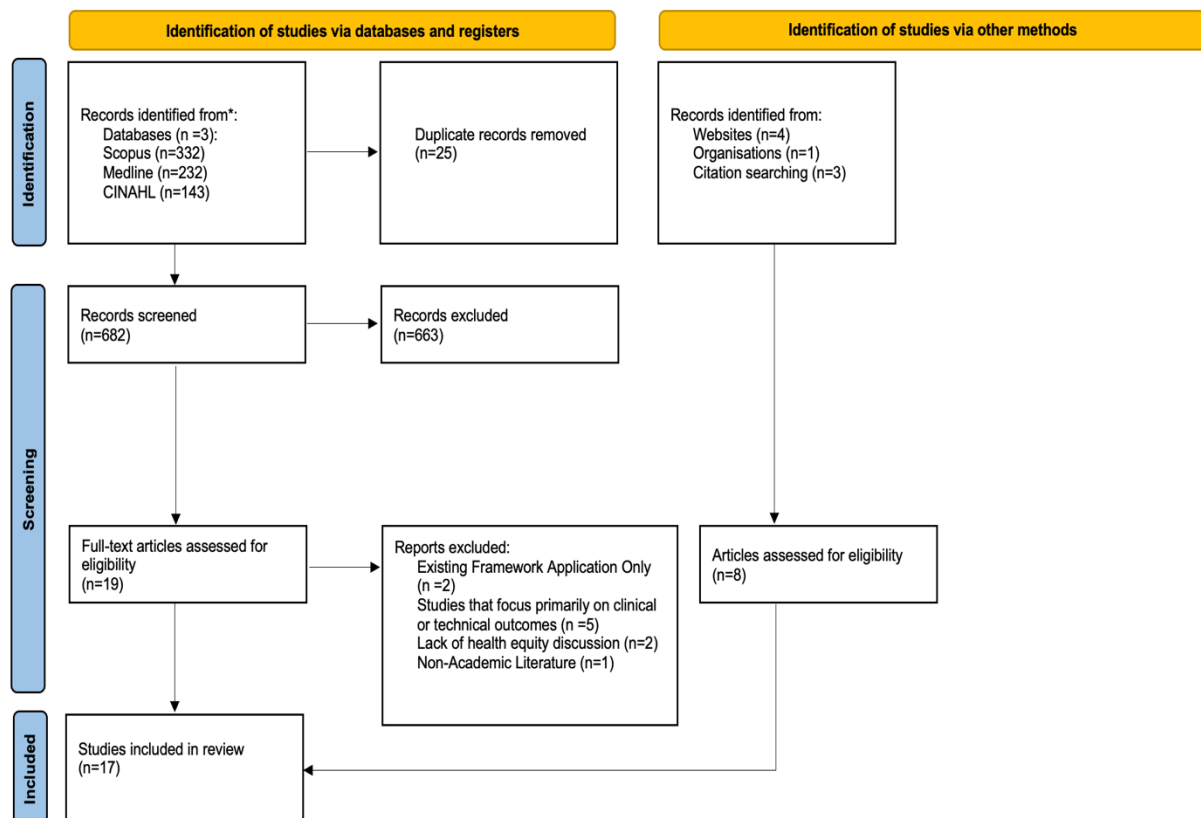 Identification of studies via databases and registers
Identification of studies via other methods
Identification
Records identified from*:
Databases (n =3):
Scopus (n=332)
Medline (n=232)
CINAHL (n=143)
Duplicate records removed
(n=25)
Records identified from:
Websites (n=4)
Organisations (n=1)
Citation searching (n=3)
Screening
Records screened
(n=682)
Records excluded
(n=663)
Full-text articles assessed for
eligibility
(n=19)
Reports excluded:
Existing Framework Application Only
(n =2)
Studies that focus primarily on clinical
or technical outcomes (n =5)
Lack of health equity discussion (n=2)
Non-Academic Literature (n=1)
Articles assessed for eligibility
(n=8)
Included
Studies included in review
(n=17)